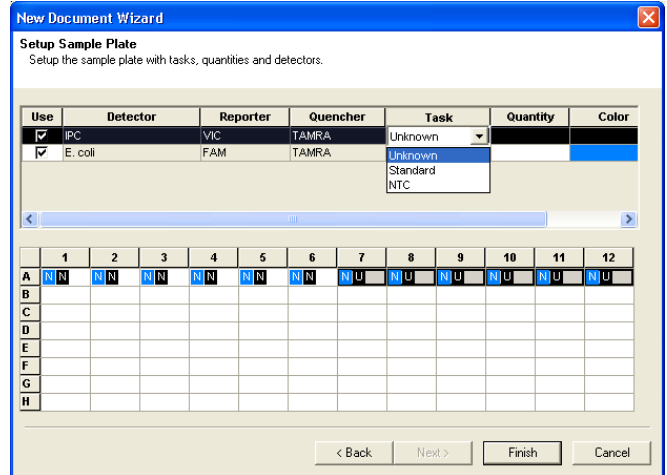 New Document Wizard
Setup Sample Plate
Setup the sample plate with tasks, quantities and detectors.
Use Detector Reporter Quencher Task Quantity Color
IPC VIC TAMRA Unknown
E. coli FAM TAMRA Unknown
Standard
NTC
1 2 3 4 5 6 7 8 9 10 11 12
A N N N N N N N N N N N N N U N U N U N U N U N U
B
C
D
E
F
G
H
< Back Next > Finish Cancel